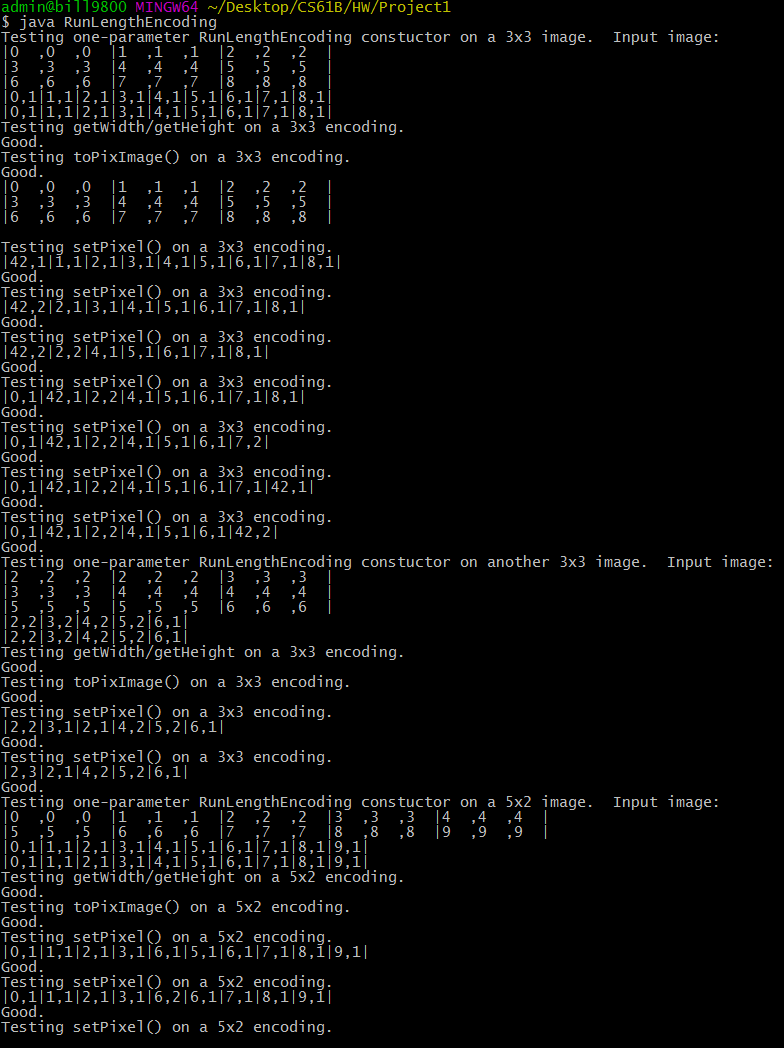 admin@bill9800 MINGW64 ~/Desktop/CS61B/HW/Project1
$ java RunLengthEncoding
Testing one-parameter RunLengthEncoding constuctor on a 3x3 image.  Input image:
|0  ,0  ,0  |1  ,1  ,1  |2  ,2  ,2  |
|3  ,3  ,3  |4  ,4  ,4  |5  ,5  ,5  |
|6  ,6  ,6  |7  ,7  ,7  |8  ,8  ,8  |
|0,1|1,1|2,1|3,1|4,1|5,1|6,1|7,1|8,1|
|0,1|1,1|2,1|3,1|4,1|5,1|6,1|7,1|8,1|
Testing getWidth/getHeight on a 3x3 encoding.
Good.
Testing toPixImage() on a 3x3 encoding.
Good.
|0  ,0  ,0  |1  ,1  ,1  |2  ,2  ,2  |
|3  ,3  ,3  |4  ,4  ,4  |5  ,5  ,5  |
|6  ,6  ,6  |7  ,7  ,7  |8  ,8  ,8  |
Testing setPixel() on a 3x3 encoding.
|42,1|1,1|2,1|3,1|4,1|5,1|6,1|7,1|8,1|
Good.
Testing setPixel() on a 3x3 encoding.
|42,2|2,1|3,1|4,1|5,1|6,1|7,1|8,1|
Good.
Testing setPixel() on a 3x3 encoding.
|42,2|2,2|4,1|5,1|6,1|7,1|8,1|
Good.
Testing setPixel() on a 3x3 encoding.
|0,1|42,1|2,2|4,1|5,1|6,1|7,1|8,1|
Good.
Testing setPixel() on a 3x3 encoding.
|0,1|42,1|2,2|4,1|5,1|6,1|7,2|
Good.
Testing setPixel() on a 3x3 encoding.
|0,1|42,1|2,2|4,1|5,1|6,1|7,1|42,1|
Good.
Testing setPixel() on a 3x3 encoding.
|0,1|42,1|2,2|4,1|5,1|6,1|42,2|
Good.
Testing one-parameter RunLengthEncoding constuctor on another 3x3 image.  Input image:
|2  ,2  ,2  |2  ,2  ,2  |3  ,3  ,3  |
|3  ,3  ,3  |4  ,4  ,4  |4  ,4  ,4  |
|5  ,5  ,5  |5  ,5  ,5  |6  ,6  ,6  |
|2,2|3,2|4,2|5,2|6,1|
|2,2|3,2|4,2|5,2|6,1|
Testing getWidth/getHeight on a 3x3 encoding.
Good.
Testing toPixImage() on a 3x3 encoding.
Good.
Testing setPixel() on a 3x3 encoding.
|2,2|3,1|2,1|4,2|5,2|6,1|
Good.
Testing setPixel() on a 3x3 encoding.
|2,3|2,1|4,2|5,2|6,1|
Good.
Testing one-parameter RunLengthEncoding constuctor on a 5x2 image.  Input image:
|0  ,0  ,0  |1  ,1  ,1  |2  ,2  ,2  |3  ,3  ,3  |4  ,4  ,4  |
|5  ,5  ,5  |6  ,6  ,6  |7  ,7  ,7  |8  ,8  ,8  |9  ,9  ,9  |
|0,1|1,1|2,1|3,1|4,1|5,1|6,1|7,1|8,1|9,1|
|0,1|1,1|2,1|3,1|4,1|5,1|6,1|7,1|8,1|9,1|
Testing getWidth/getHeight on a 5x2 encoding.
Good.
Testing toPixImage() on a 5x2 encoding.
Good.
Testing setPixel() on a 5x2 encoding.
|0,1|1,1|2,1|3,1|6,1|5,1|6,1|7,1|8,1|9,1|
Good.
Testing setPixel() on a 5x2 encoding.
|0,1|1,1|2,1|3,1|6,2|6,1|7,1|8,1|9,1|
Good.
Testing setPixel() on a 5x2 encoding.